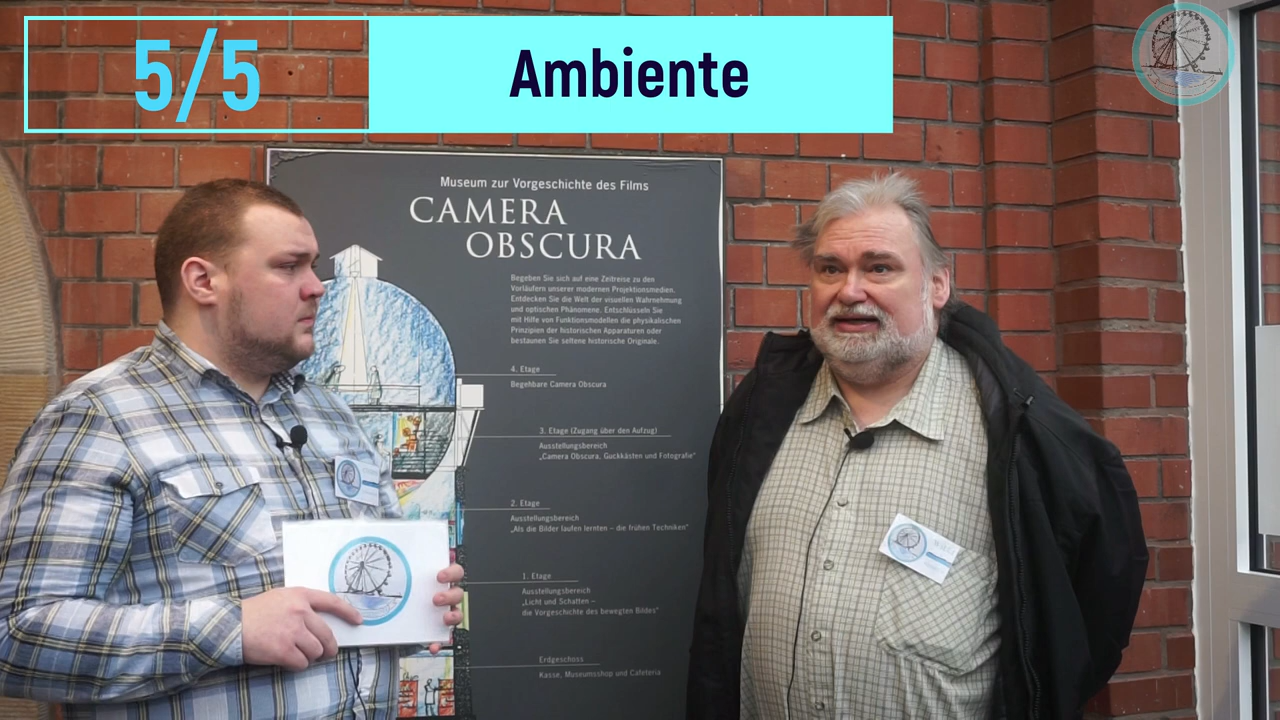 5/5
Ambiente
Museum zur Vorgeschichte des Films
CAMERA
OBSCURA
Begeben Sie sich auf eine Zeitreise zu den
Vorläufern unserer modernen Projektionsmedien.
Entdecken Sie die Welt der visuellen Wahrnehmung
und optischen Phänomene. Entschlüsseln Sie
mit Hilfe von Funktionsmodellen die physikalischen
Prinzipien der historischen Apparaturen oder
bestaunen Sie seltene historische Originale.
4. Etage
Begehbare Camera Obscura
3. Etage (Zugang über den Aufzug)
Ausstellungsbereich
„Camera Obscura, Guckkästen und Fotografie“
2. Etage
Ausstellungsbereich
„Als die Bilder laufen lernten – die frühen Techniken“
1. Etage
Ausstellungsbereich
„Licht und Schatten –
die Vorgeschichte des bewegten Bildes“
Erdgeschoss
Kasse, Museumsshop und Cafeteria